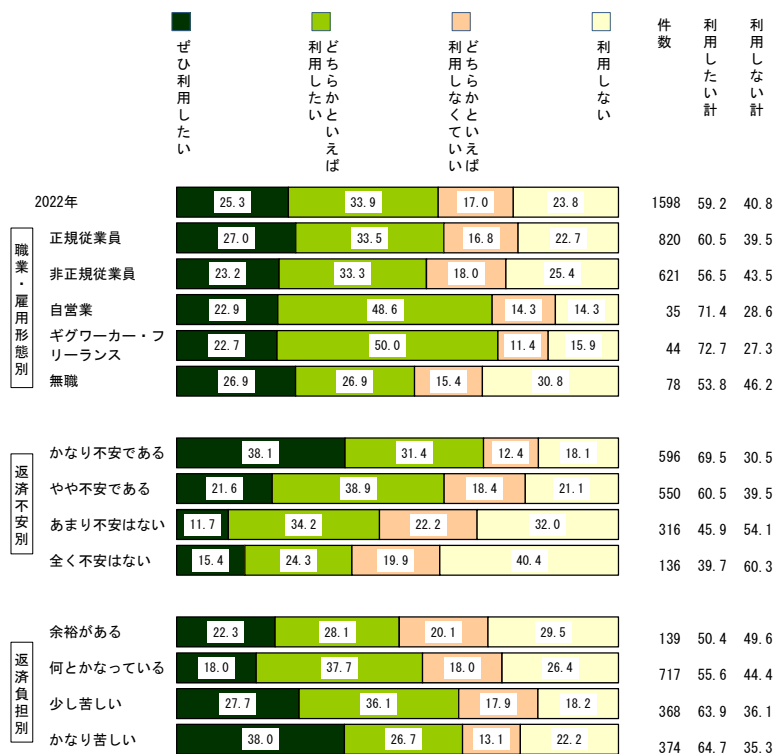 ぜひ利用したい
どちらかといえば
利用したい
どちらかといえば
利用しなくていい
利用しない
件数
利用したい計
利用しない計
2022年 25.3 33.9 17.0 23.8 1598 59.2 40.8
職業・雇用形態別
正規従業員 27.0 33.5 16.8 22.7 820 60.5 39.5
非正規従業員 23.2 33.3 18.0 25.4 621 56.5 43.5
自営業 22.9 48.6 14.3 14.3 35 71.4 28.6
ギグワーカー・フ
リーランス 22.7 50.0 11.4 15.9 44 72.7 27.3
無職 26.9 26.9 15.4 30.8 78 53.8 46.2
返済不安別
かなり不安である 38.1 31.4 12.4 18.1 596 69.5 30.5
やや不安である 21.6 38.9 18.4 21.1 550 60.5 39.5
あまり不安はない 11.7 34.2 22.2 32.0 316 45.9 54.1
全く不安はない 15.4 24.3 19.9 40.4 136 39.7 60.3
返済負担別
余裕がある 22.3 28.1 20.1 29.5 139 50.4 49.6
何とかなっている 18.0 37.7 18.0 26.4 717 55.6 44.4
少し苦しい 27.7 36.1 17.9 18.2 368 63.9 36.1
かなり苦しい 38.0 26.7 13.1 22.2 374 64.7 35.3